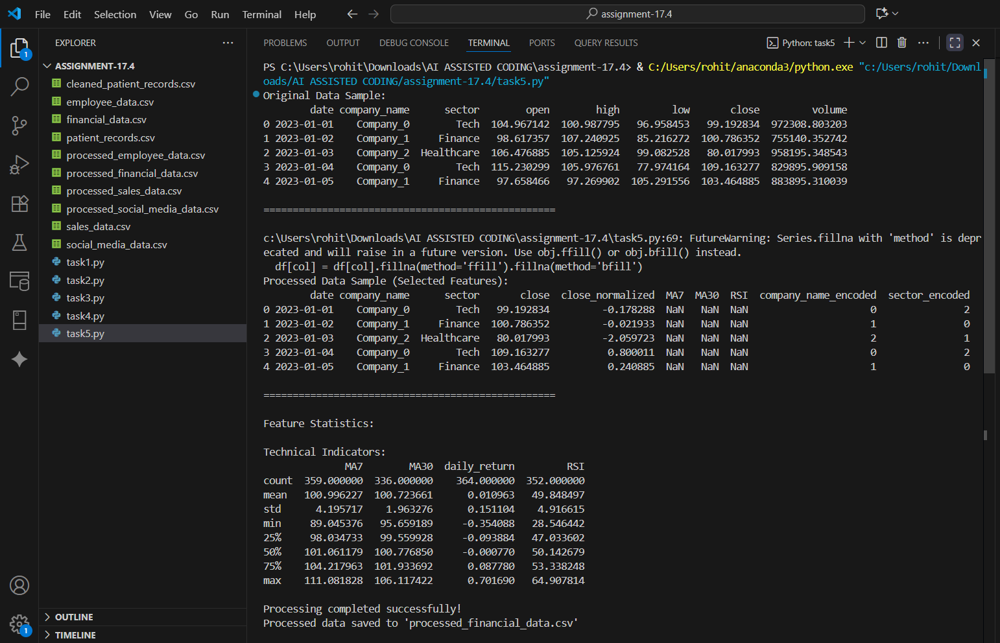 File Edit Selection View Go Run Terminal Help assignment-17.4
EXPLORER
ASSIGNMENT-17.4
cleaned_patient_records.csv
employee_data.csv
financial_data.csv
patient_records.csv
processed_employee_data.csv
processed_financial_data.csv
processed_sales_data.csv
processed_social_media_data.csv
sales_data.csv
social_media_data.csv
task1.py
task2.py
task3.py
task4.py
task5.py
OUTLINE
TIMELINE
1
1
PROBLEMS OUTPUT DEBUG CONSOLE TERMINAL PORTS QUERY RESULTS Python: task5
PS C:\Users\rohit\Downloads\AI ASSISTED CODING\assignment-17.4> & C:/Users/rohit/anaconda3/python.exe "c:/Users/rohit/Downl
oads/AI ASSISTED CODING/assignment-17.4/task5.py"
Original Data Sample:
date company_name sector open high low close volume
0 2023-01-01 Company_0 Tech 104.967142 100.987795 96.958453 99.192834 972308.803203
1 2023-01-02 Company_1 Finance 98.617357 107.240925 85.216272 100.786352 755140.352742
2 2023-01-03 Company_2 Healthcare 106.476885 105.125924 99.082528 80.017993 958195.348543
3 2023-01-04 Company_0 Tech 115.230299 105.976761 77.974164 109.163277 829895.909158
4 2023-01-05 Company_1 Finance 97.658466 97.269902 105.291556 103.464885 883895.310039
==================================================
c:\Users\rohit\Downloads\AI ASSISTED CODING\assignment-17.4\task5.py:69: FutureWarning: Series.fillna with 'method' is depr
ecated and will raise in a future version. Use obj.ffill() or obj.bfill() instead.
df[col] = df[col].fillna(method='ffill').fillna(method='bfill')
Processed Data Sample (Selected Features):
date company_name sector close close_normalized MA7 MA30 RSI company_name_encoded sector_encoded
0 2023-01-01 Company_0 Tech 99.192834 -0.178288 NaN NaN NaN 0 2
1 2023-01-02 Company_1 Finance 100.786352 -0.021933 NaN NaN NaN 1 0
2 2023-01-03 Company_2 Healthcare 80.017993 -2.059723 NaN NaN NaN 2 1
3 2023-01-04 Company_0 Tech 109.163277 0.800011 NaN NaN NaN 0 2
4 2023-01-05 Company_1 Finance 103.464885 0.240885 NaN NaN NaN 1 0
==================================================
Feature Statistics:
Technical Indicators:
MA7 MA30 daily_return RSI
count 359.000000 336.000000 364.000000 352.000000
mean 100.996227 100.723661 0.010963 49.848497
std 4.195717 1.963276 0.151104 4.916615
min 89.045376 95.659189 -0.354088 28.546442
25% 98.034733 99.559928 -0.093884 47.033602
50% 101.061179 100.776850 -0.000770 50.142679
75% 104.217963 101.933692 0.087780 53.338248
max 111.081828 106.117422 0.701690 64.907814
Processing completed successfully!
Processed data saved to 'processed_financial_data.csv'